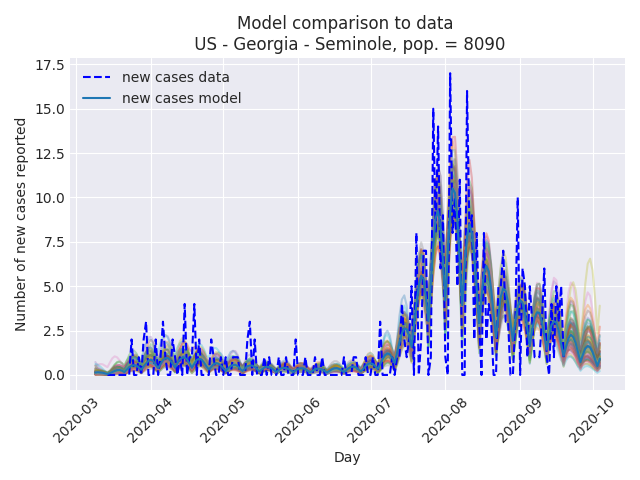 Model comparison to data
US - Georgia - Seminole, pop. = 8090
new cases data
new cases model
Number of new cases reported
17.5
15.0
12.5
10.0
7.5
5.0
2.5
0.0
2020-03
2020-04
2020-05
2020-06
2020-07
2020-08
2020-09
2020-10
Day